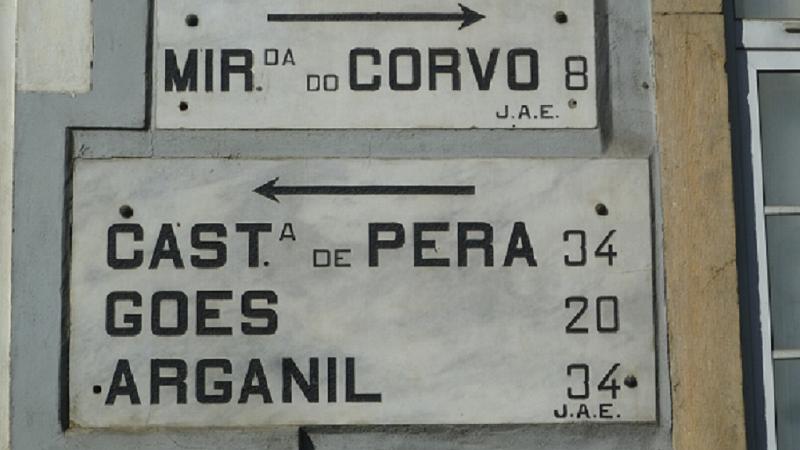 MIR.DA DO CORVO 8
J.A.E.
CAST.A DE PERA 34
GOES 20
ARGANIL 34
J.A.E.